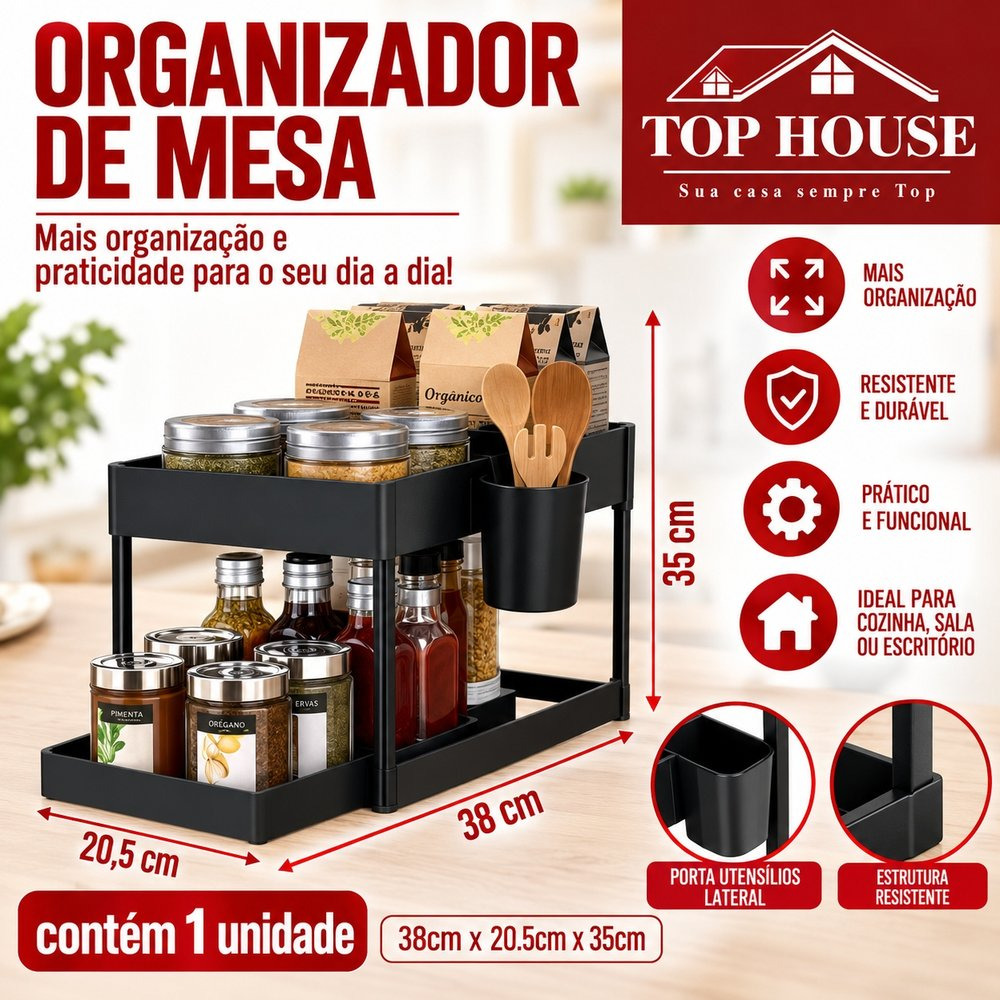 ORGANIZADOR
DE MESA
Mais organização e
praticidade para o seu dia a dia!
TOP HOUSE
Sua casa sempre Top
MAIS
ORGANIZAÇÃO
RESISTENTE
E DURÁVEL
PRÁTICO
E FUNCIONAL
IDEAL PARA
COZINHA, SALA
OU ESCRITÓRIO
Orgânico
PIMENTA
ORÉGANO
ERVAS
35 cm
38 cm
20,5 cm
PORTA UTENSÍLIOS
LATERAL
ESTRUTURA
RESISTENTE
contém 1 unidade
38cm x 20.5cm x 35cm